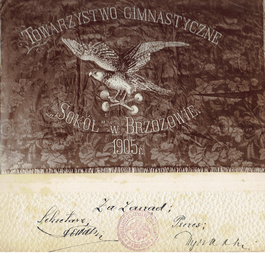 TOWARZYSTWO GIMNASTYCZNE
„SOKÓŁ” W BRZOZOWIE.
1905 r.
Za Zarząd:
Sekretarz: Prezes: